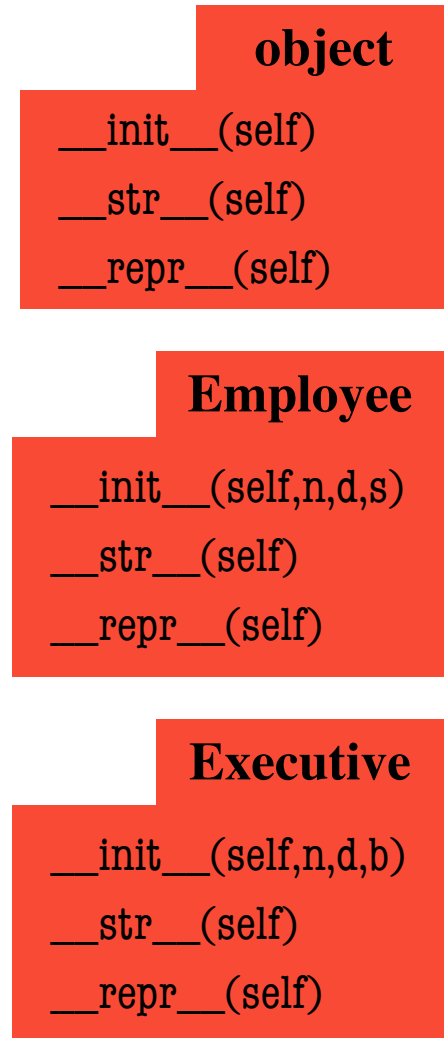 object
__init__(self)
__str__(self)
__repr__(self)
Employee
__init__(self,n,d,s)
__str__(self)
__repr__(self)
Executive
__init__(self,n,d,b)
__str__(self)
__repr__(self)